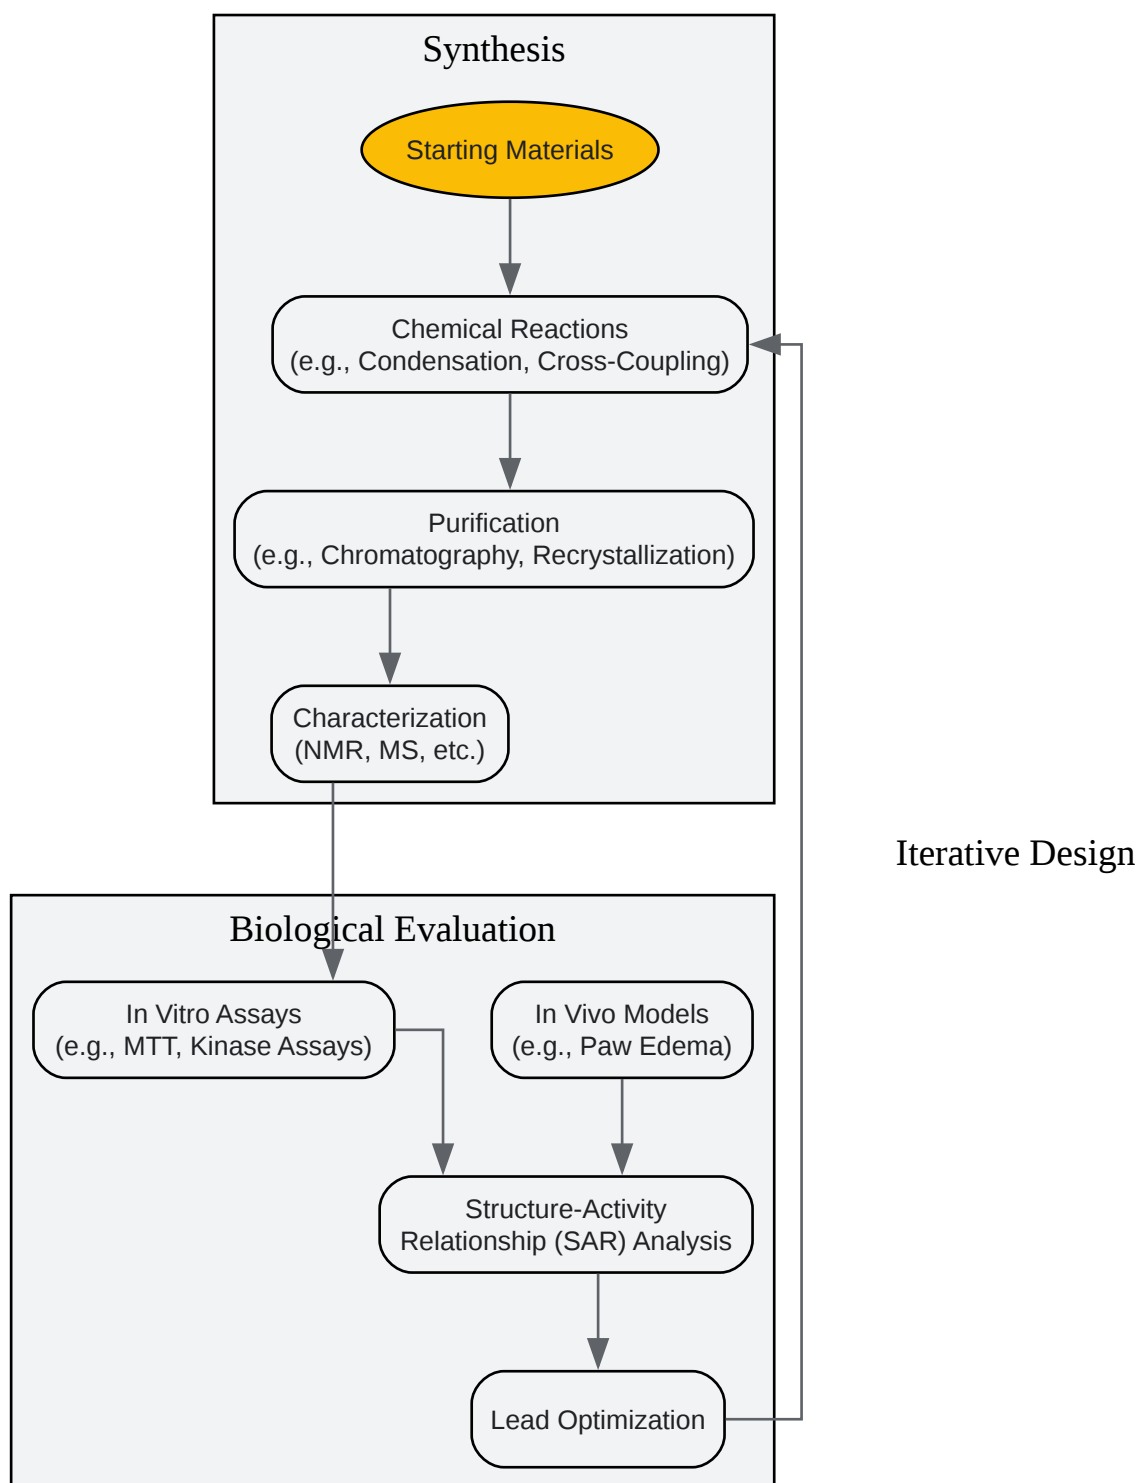 Synthesis
Starting Materials
Chemical Reactions
(e.g., Condensation, Cross-Coupling)
Purification
(e.g., Chromatography, Recrystallization)
Characterization
(NMR, MS, etc.)
Iterative Design
Biological Evaluation
In Vitro Assays
(e.g., MTT, Kinase Assays)
In Vivo Models
(e.g., Paw Edema)
Structure-Activity
Relationship (SAR) Analysis
Lead Optimization